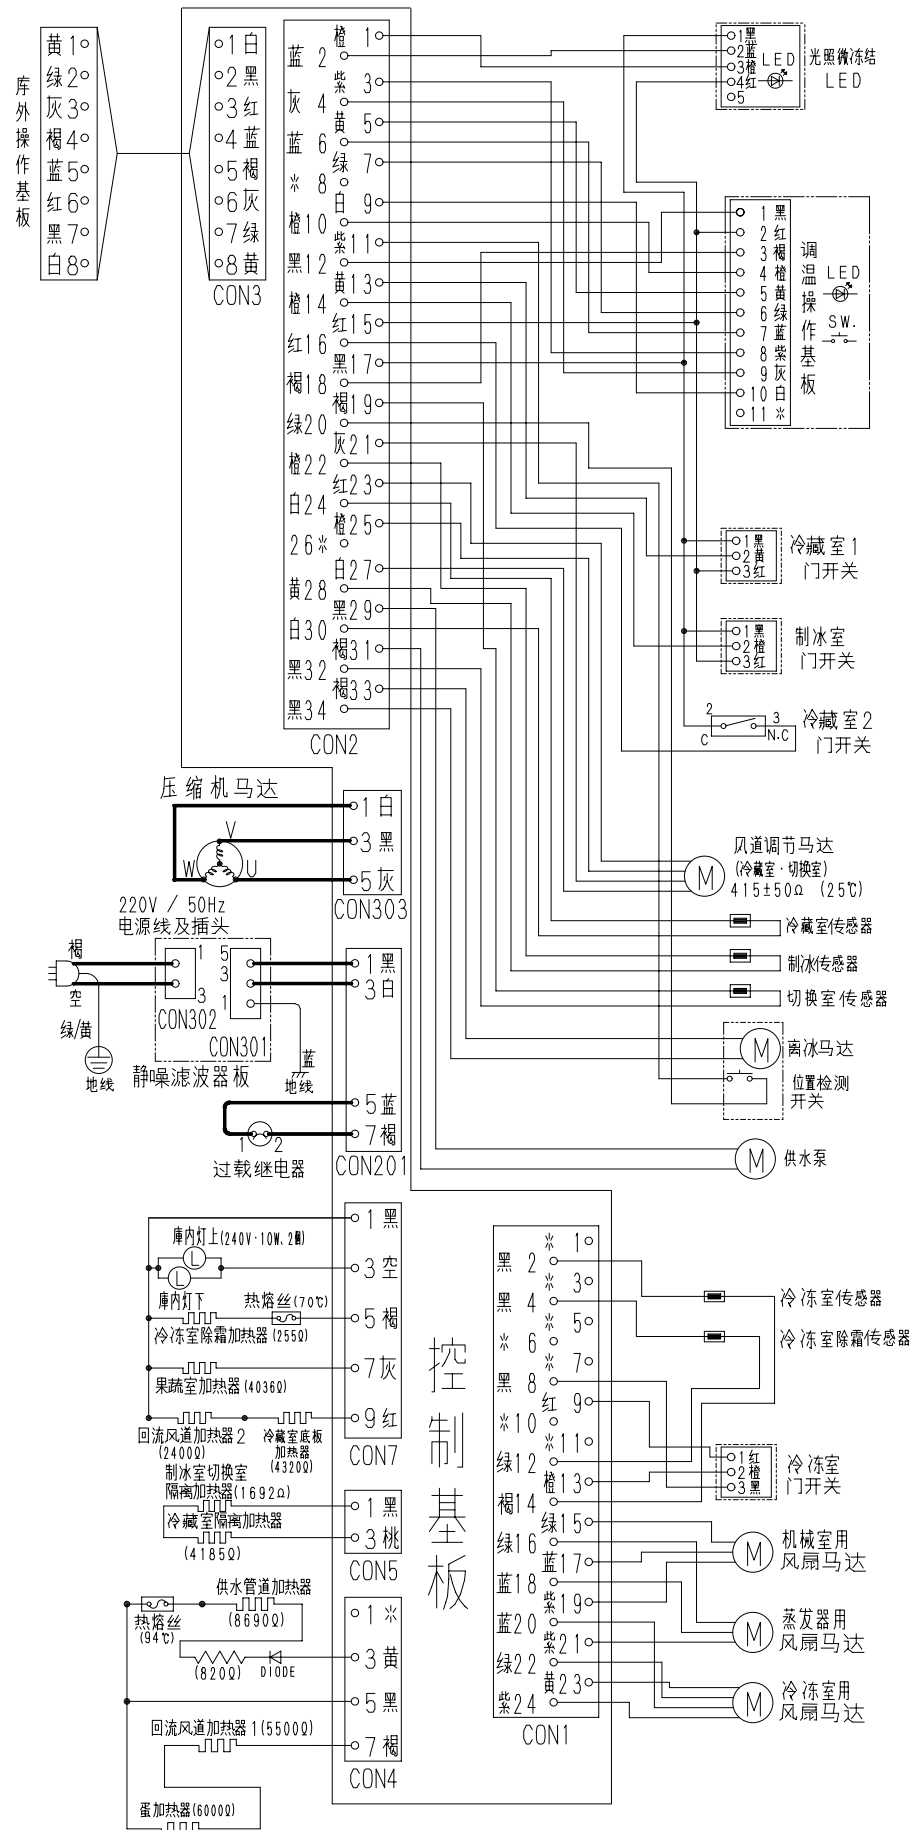 库外操作基板
黄1
绿2
灰3
褐4
蓝5
红6
黑7
白8
1白
2黑
3红
4蓝
5褐
6灰
7绿
8黄
CON3
橙 1
蓝 2
紫 3
灰 4
黄 5
蓝 6
绿 7
※ 8
白 9
橙10
紫11
黑12
黄13
橙14
红15
红16
黑17
褐18
褐19
绿20
灰21
橙22
红23
白24
橙25
26※
白27
黄28
黑29
白30
褐31
黑32
褐33
黑34
CON2
1黑
2蓝
3橙
4红
5
LED
光照微冻结
LED
1 黑
2 红
3 褐
4 橙
5 黄
6 绿
7 蓝
8 紫
9 灰
10 白
11 ※
调温操作基板
LED
SW.
1黑
2黄
3红
冷藏室1
门开关
1黑
2橙
3红
制冰室
门开关
2
3
C
N.C
冷藏室2
门开关
压缩机马达
V
W
U
1白
3黑
5灰
CON303
风道调节马达
(冷藏室·切换室)
415±50Ω (25℃)
M
220V / 50Hz
电源线及插头
褐
空
绿/黄
地线
1
3
CON302
5
3
1
CON301
静噪滤波器板
蓝
地线
1黑
3白
5蓝
7褐
CON201
1
2
过载继电器
冷藏室传感器
制冰传感器
切换室传感器
M
离冰马达
位置检测
开关
M
供水泵
1黑
3空
5褐
7灰
9红
CON7
庫内灯上(240V·10W、2個)
L
L
庫内灯下
热熔丝(70℃)
冷冻室除霜加热器(255Ω)
果蔬室加热器(4036Ω)
回流风道加热器2
(2400Ω)
冷藏室底板
加热器
(4320Ω)
制冰室切换室
隔离加热器(1692Ω)
冷藏室隔离加热器
(4185Ω)
1黑
3桃
CON5
供水管道加热器
(8690Ω)
热熔丝
(94℃)
(820Ω)
DIODE
1※
3黄
5黑
7褐
CON4
回流风道加热器1(5500Ω)
蛋加热器(6000Ω)
控制基板
※ 1
黑 2
※ 3
黑 4
※ 5
※ 6
※ 7
黑 8
红 9
※10
※11
绿12
橙13
褐14
绿15
绿16
蓝17
蓝18
紫19
蓝20
紫21
绿22
黄23
紫24
CON1
冷冻室传感器
冷冻室除霜传感器
1红
2橙
3黑
冷冻室
门开关
M
机械室用
风扇马达
M
蒸发器用
风扇马达
M
冷冻室用
风扇马达